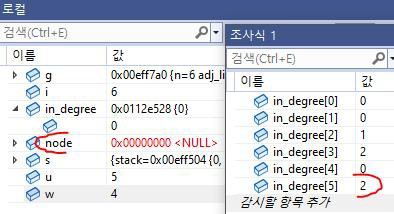 로컬
검색(Ctrl+E)
이름 값
g 0x00eff7a0 {n=6 adj_li
i 6
in_degree 0x0112e528 {0}
0
node 0x00000000 <NULL>
s {stack=0x00eff504 {0,
u 5
w 4
조사식 1
검색(Ctrl+E)
이름 값
in_degree[0] 0
in_degree[1] 0
in_degree[2] 1
in_degree[3] 2
in_degree[4] 0
in_degree[5] 2
감시할 항목 추가